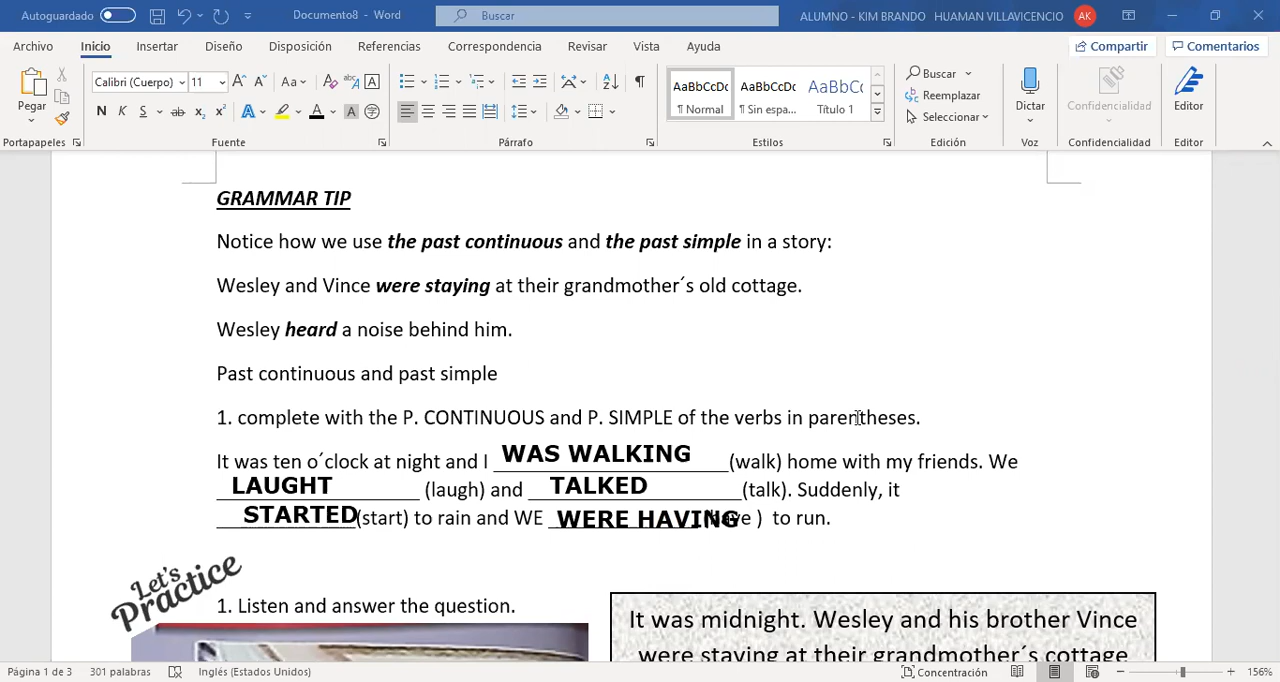 Autoguardado
Documento8 - Word
Buscar
ALUMNO - KIM BRANDO HUAMAN VILLAVICENCIO AK
Archivo Inicio Insertar Diseño Disposición Referencias Correspondencia Revisar Vista Ayuda
Compartir Comentarios
Pegar
Calibri (Cuerpo) 11
AaBbCcDc AaBbCcDc AaBbCc
¶ Normal ¶ Sin espa... Título 1
Buscar
Reemplazar
Seleccionar
Dictar
Confidencialidad
Editor
Portapapeles Fuente Párrafo Estilos Edición Voz Confidencialidad Editor
GRAMMAR TIP
Notice how we use the past continuous and the past simple in a story:
Wesley and Vince were staying at their grandmother´s old cottage.
Wesley heard a noise behind him.
Past continuous and past simple
1. complete with the P. CONTINUOUS and P. SIMPLE of the verbs in parentheses.
It was ten o´clock at night and I WAS WALKING (walk) home with my friends. We
LAUGHT (laugh) and TALKED (talk). Suddenly, it
STARTED (start) to rain and WE WERE HAVING (have ) to run.
Let's Practice
1. Listen and answer the question.
It was midnight. Wesley and his brother Vince
were staying at their grandmother´s cottage
Página 1 de 3 301 palabras Inglés (Estados Unidos) Concentración 156%